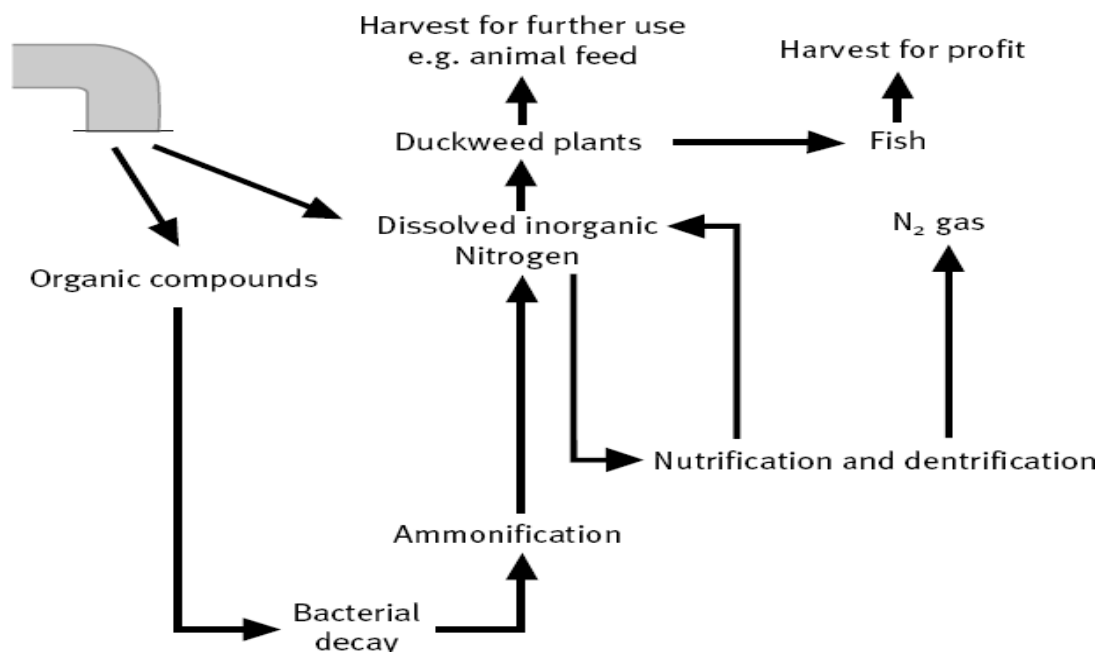 Harvest for further use
e.g. animal feed
Harvest for profit
Duckweed plants
Fish
Dissolved inorganic
Nitrogen
N₂ gas
Organic compounds
Nutrification and dentrification
Ammonification
Bacterial
decay